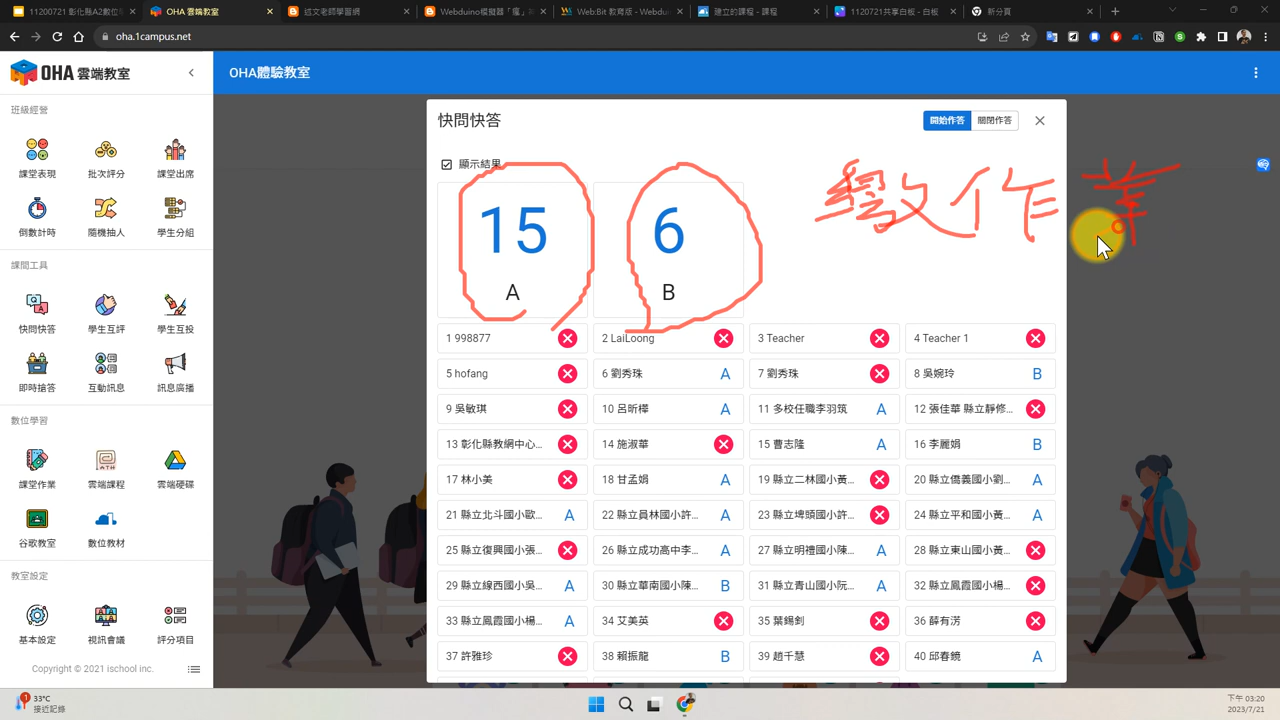 11200721 彰化縣A2數位學
OHA 雲端教室
述文老師學習網
Webduino模擬器「瘋」
Web:Bit 教育版 - Webdu
建立的課程 - 課程
1120721共享白板 - 白板
新分頁
oha.1campus.net
OHA 雲端教室
OHA體驗教室
班級經營
課堂表現 批次評分 課堂出席
倒數計時 隨機抽人 學生分組
課間工具
快問快答 學生互評 學生互投
即時搶答 互動訊息 訊息廣播
數位學習
課堂作業 雲端課程 雲端硬碟
谷歌教室 數位教材
教室設定
基本設定 視訊會議 評分項目
Copyright © 2021 ischool inc.
快問快答
開始作答 關閉作答
顯示結果
15 6
A B
繳交作業
1 998877 2 LaiLoong 3 Teacher 4 Teacher 1
5 hofang 6 劉秀珠 A 7 劉秀珠 8 吳婉玲 B
9 吳敏琪 10 呂昕樺 A 11 多校任職李羽筑 A 12 張佳華 縣立靜修...
13 彰化縣教網中心... 14 施淑華 15 曹志隆 A 16 李麗娟 B
17 林小美 18 甘孟娟 A 19 縣立二林國小黃... 20 縣立僑義國小劉... A
21 縣立北斗國小歐... A 22 縣立員林國小許... A 23 縣立埤頭國小許... 24 縣立平和國小黃... A
25 縣立復興國小張... 26 縣立成功高中李... A 27 縣立明禮國小陳... A 28 縣立東山國小黃...
29 縣立線西國小吳... A 30 縣立華南國小陳... B 31 縣立青山國小阮... A 32 縣立鳳霞國小楊...
33 縣立鳳霞國小楊... A 34 艾美英 35 葉錫釗 36 薛有淓
37 許雅珍 38 賴振龍 B 39 趙千慧 40 邱春鏡 A
33°C
接近記錄
下午 03:20
2023/7/21